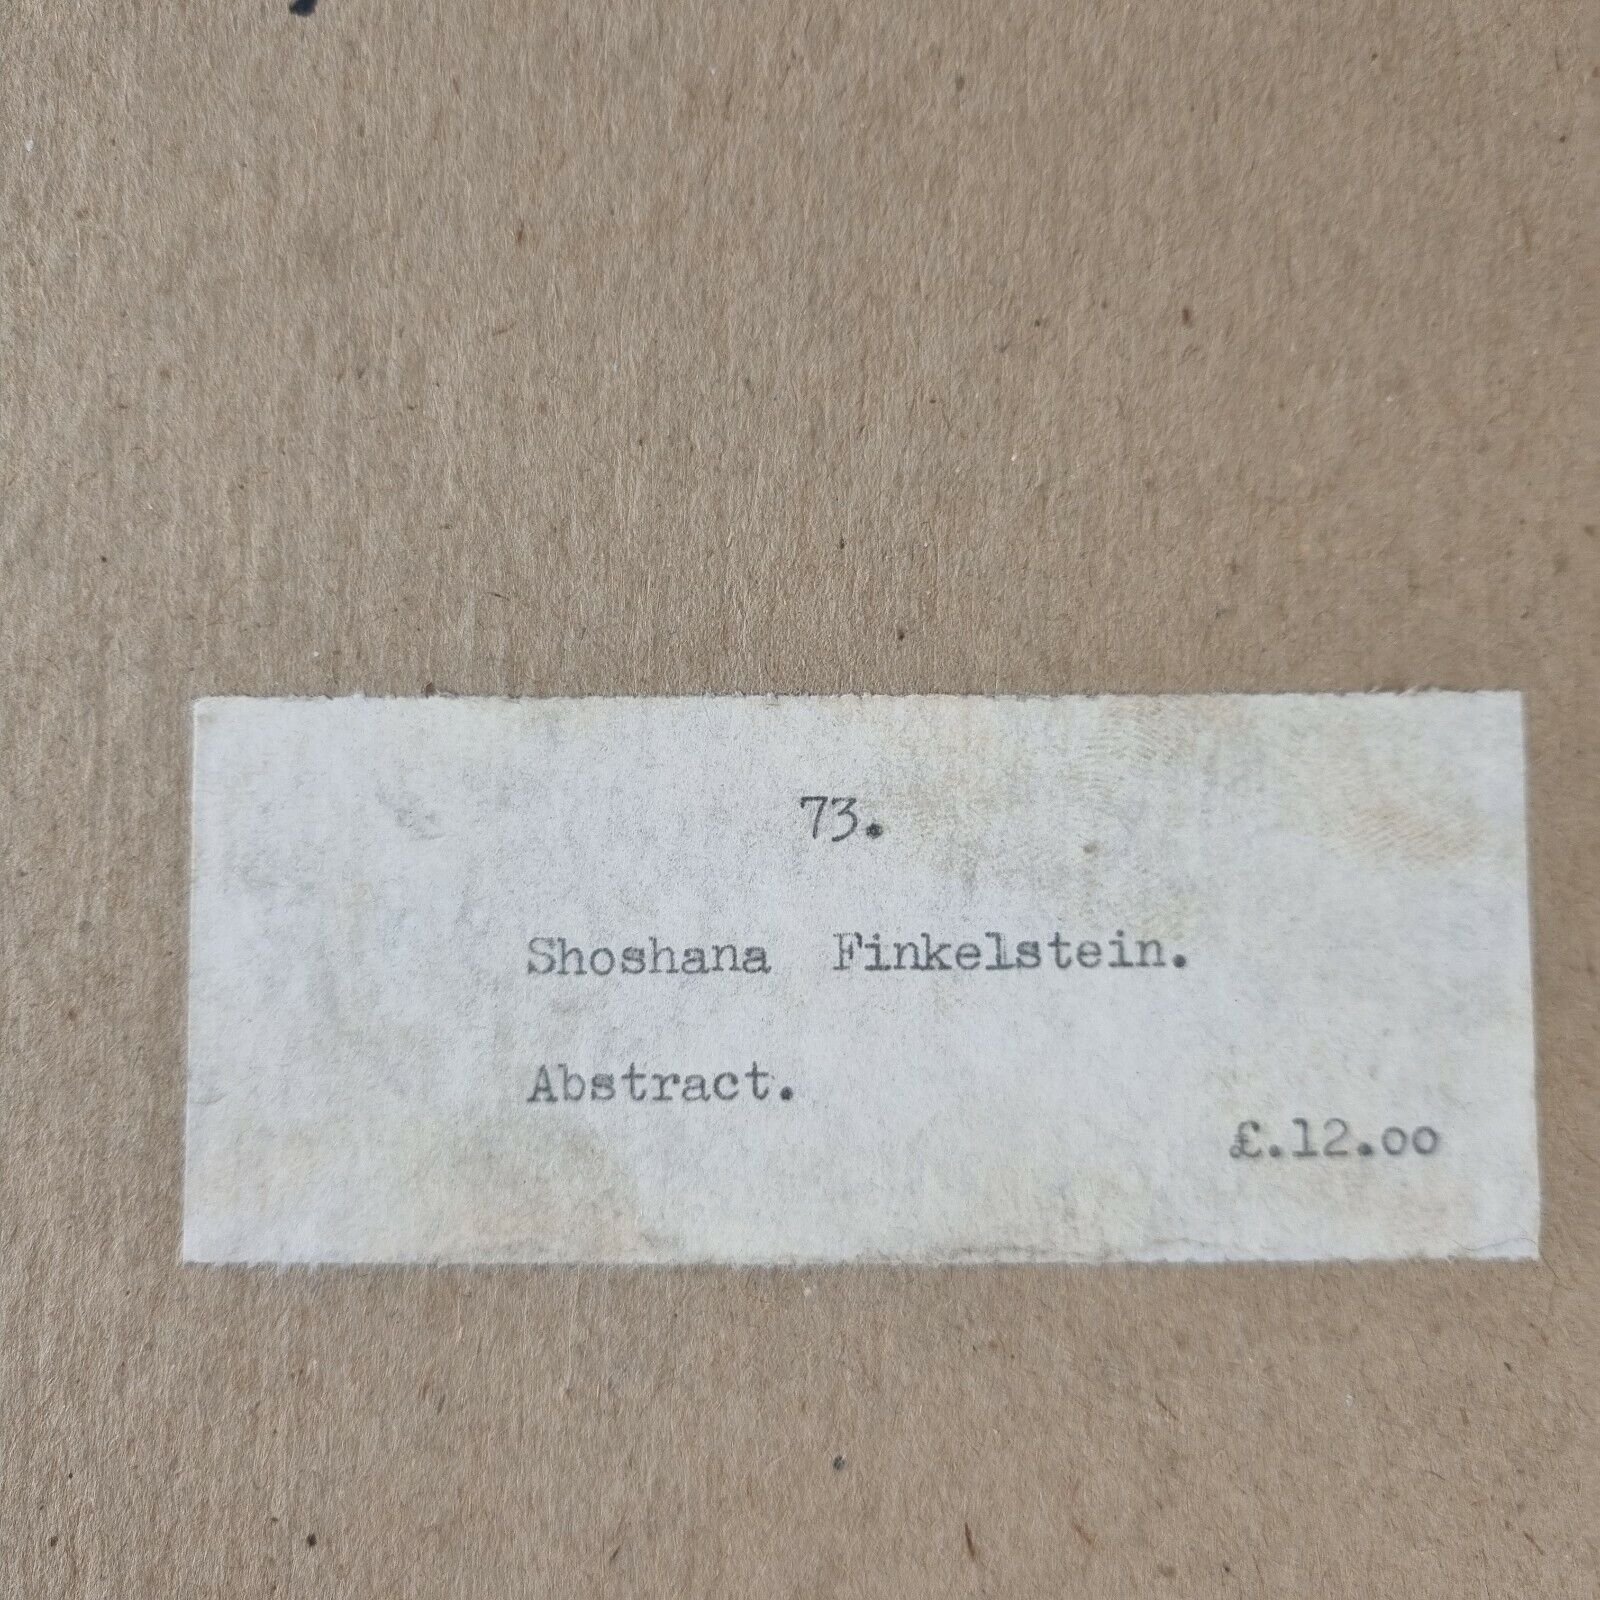 73.
Shoshana Finkelstein.
Abstract.
£.12.00